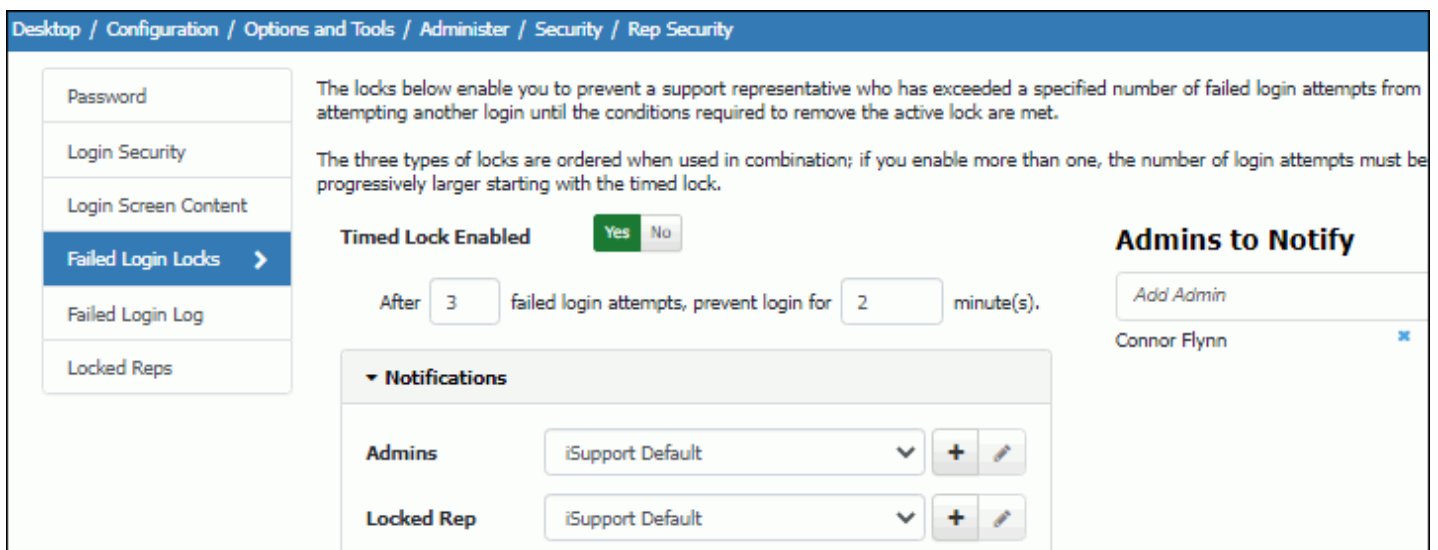 Desktop / Configuration / Options and Tools / Administer / Security / Rep Security
Password
Login Security
Login Screen Content
Failed Login Locks
Failed Login Log
Locked Reps
The locks below enable you to prevent a support representative who has exceeded a specified number of failed login attempts from
attempting another login until the conditions required to remove the active lock are met.
The three types of locks are ordered when used in combination; if you enable more than one, the number of login attempts must be
progressively larger starting with the timed lock.
Timed Lock Enabled Yes No
After 3 failed login attempts, prevent login for 2 minute(s).
Notifications
Admins iSupport Default
Locked Rep iSupport Default
Admins to Notify
Add Admin
Connor Flynn